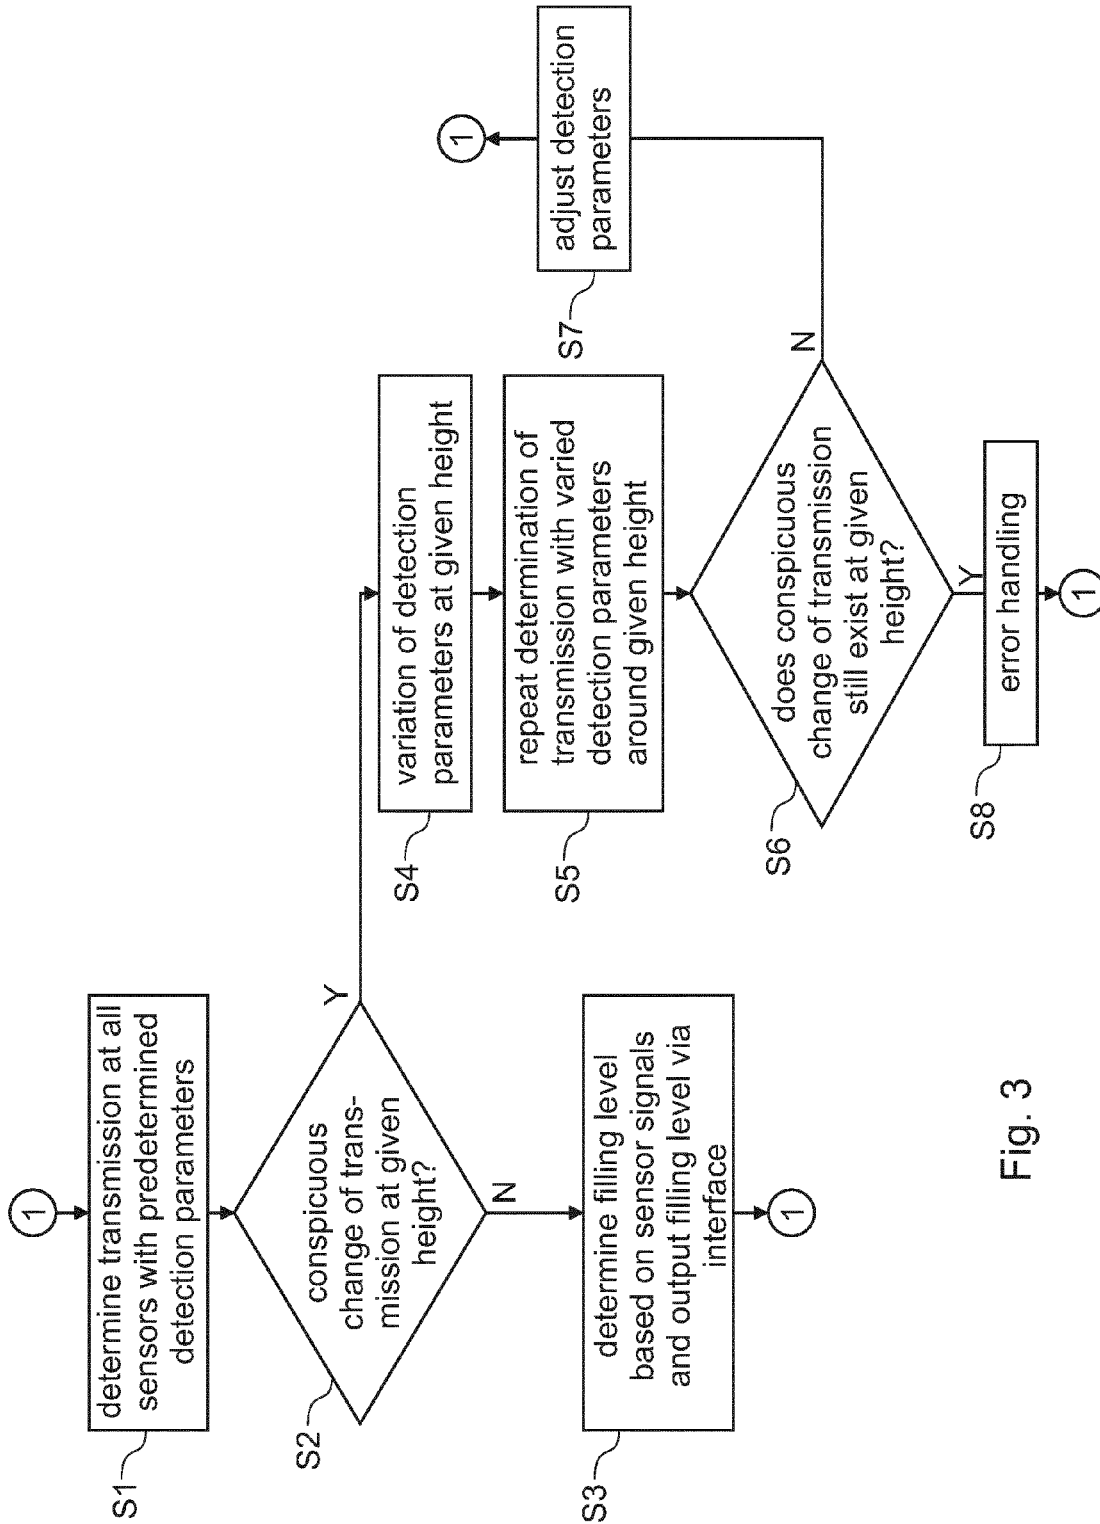 1
determine transmission at all
sensors with predetermined
detection parameters
S1
conspicuous
change of trans-
mission at given
height?
S2
Y
N
determine filling level
based on sensor signals
and output filling level via
interface
S3
1
variation of detection
parameters at given height
S4
repeat determination of
transmission with varied
detection parameters
around given height
S5
does conspicuous
change of transmission
still exist at given
height?
S6
N
Y
adjust detection
parameters
S7
1
error handling
S8
1
Fig. 3